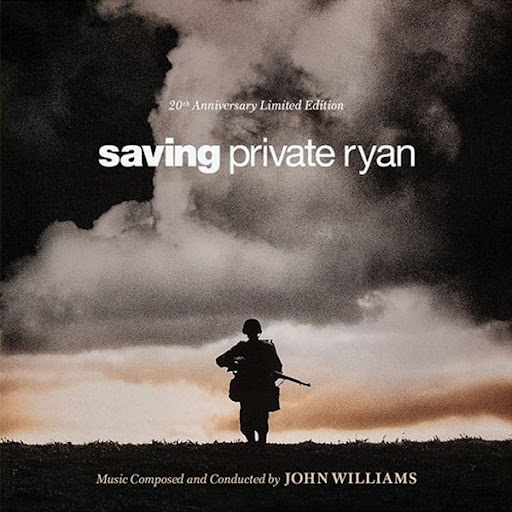 20th Anniversary Limited Edition
saving private ryan
Music Composed and Conducted by JOHN WILLIAMS